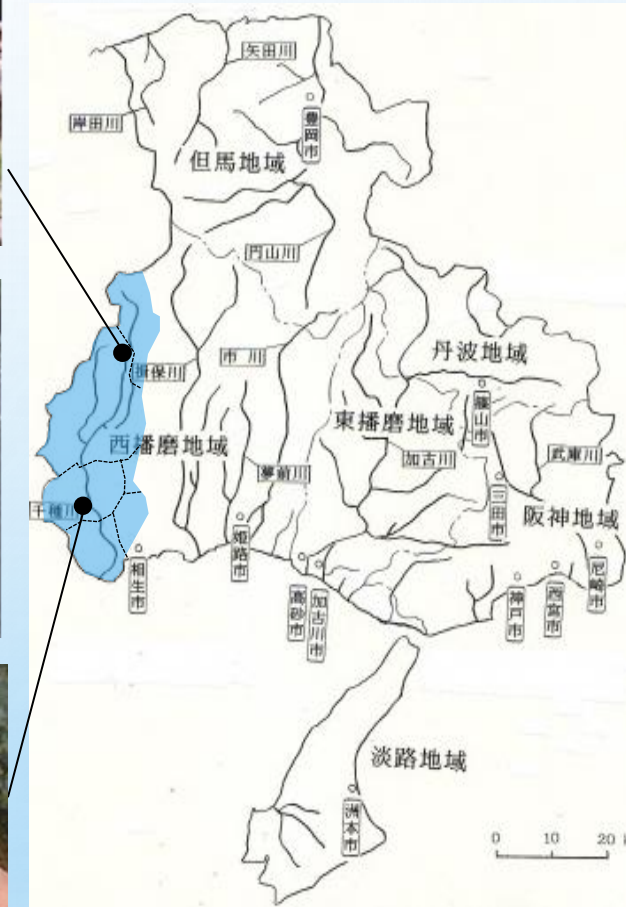 矢田川
岸田川
豊岡市
但馬地域
円山川
丹波地域
揖保川
市川
篠山市
東播磨地域
西播磨地域
加古川
武庫川
夢前川
三田市
千種川
阪神地域
姫路市
相生市
高砂市
加古川市
神戸市
西宮市
尼崎市
淡路地域
洲本市
0 10 20